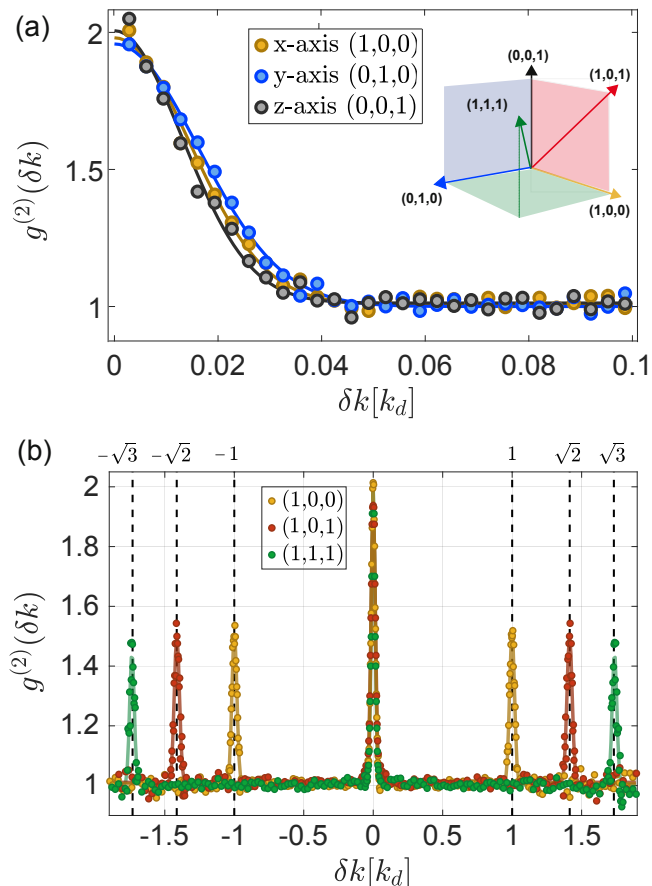 (a)
2
1.5
1
g^{(2)}(δk)
x-axis (1,0,0)
y-axis (0,1,0)
z-axis (0,0,1)
(0,0,1)
(1,0,1)
(1,1,1)
(0,1,0)
(1,0,0)
0 0.02 0.04 0.06 0.08 0.1
δk[k_d]
(b)
-√3 -√2 -1 1 √2 √3
2
1.8
1.6
1.4
1.2
1
g^{(2)}(δk)
(1,0,0)
(1,0,1)
(1,1,1)
-1.5 -1 -0.5 0 0.5 1 1.5
δk[k_d]